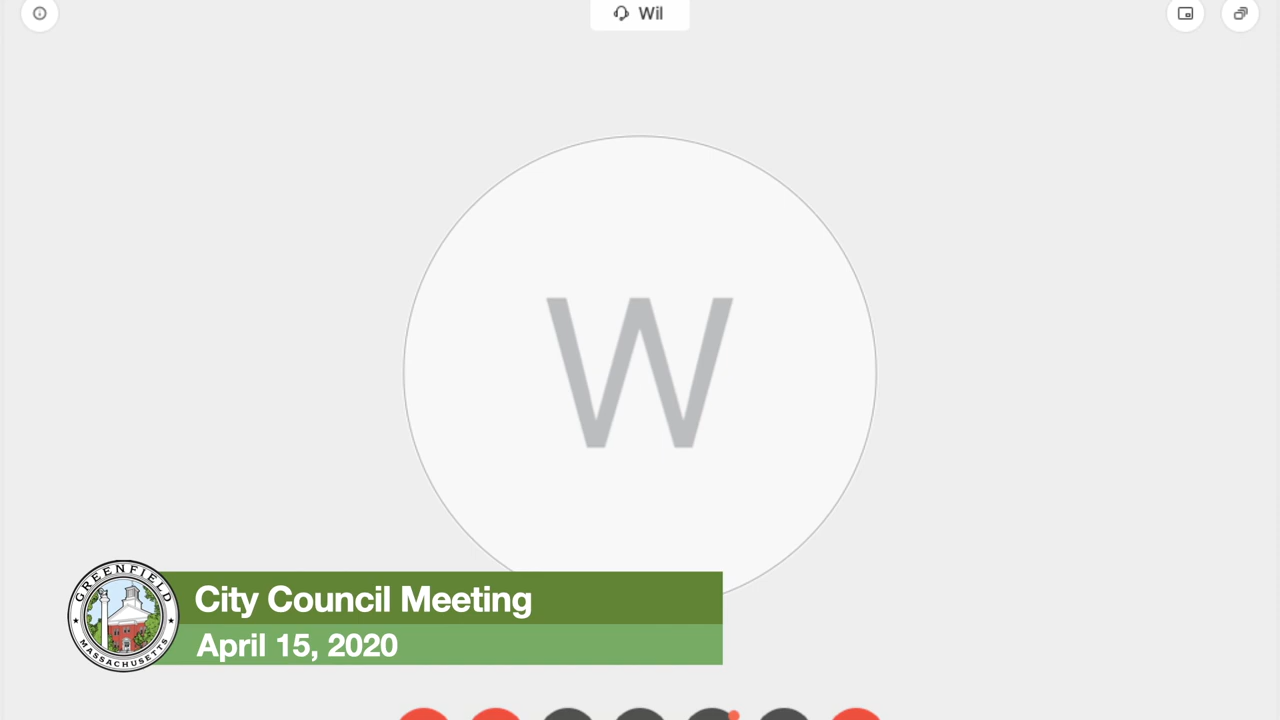 Wil
W
GREENFIELD
MASSACHUSETTS
City Council Meeting
April 15, 2020